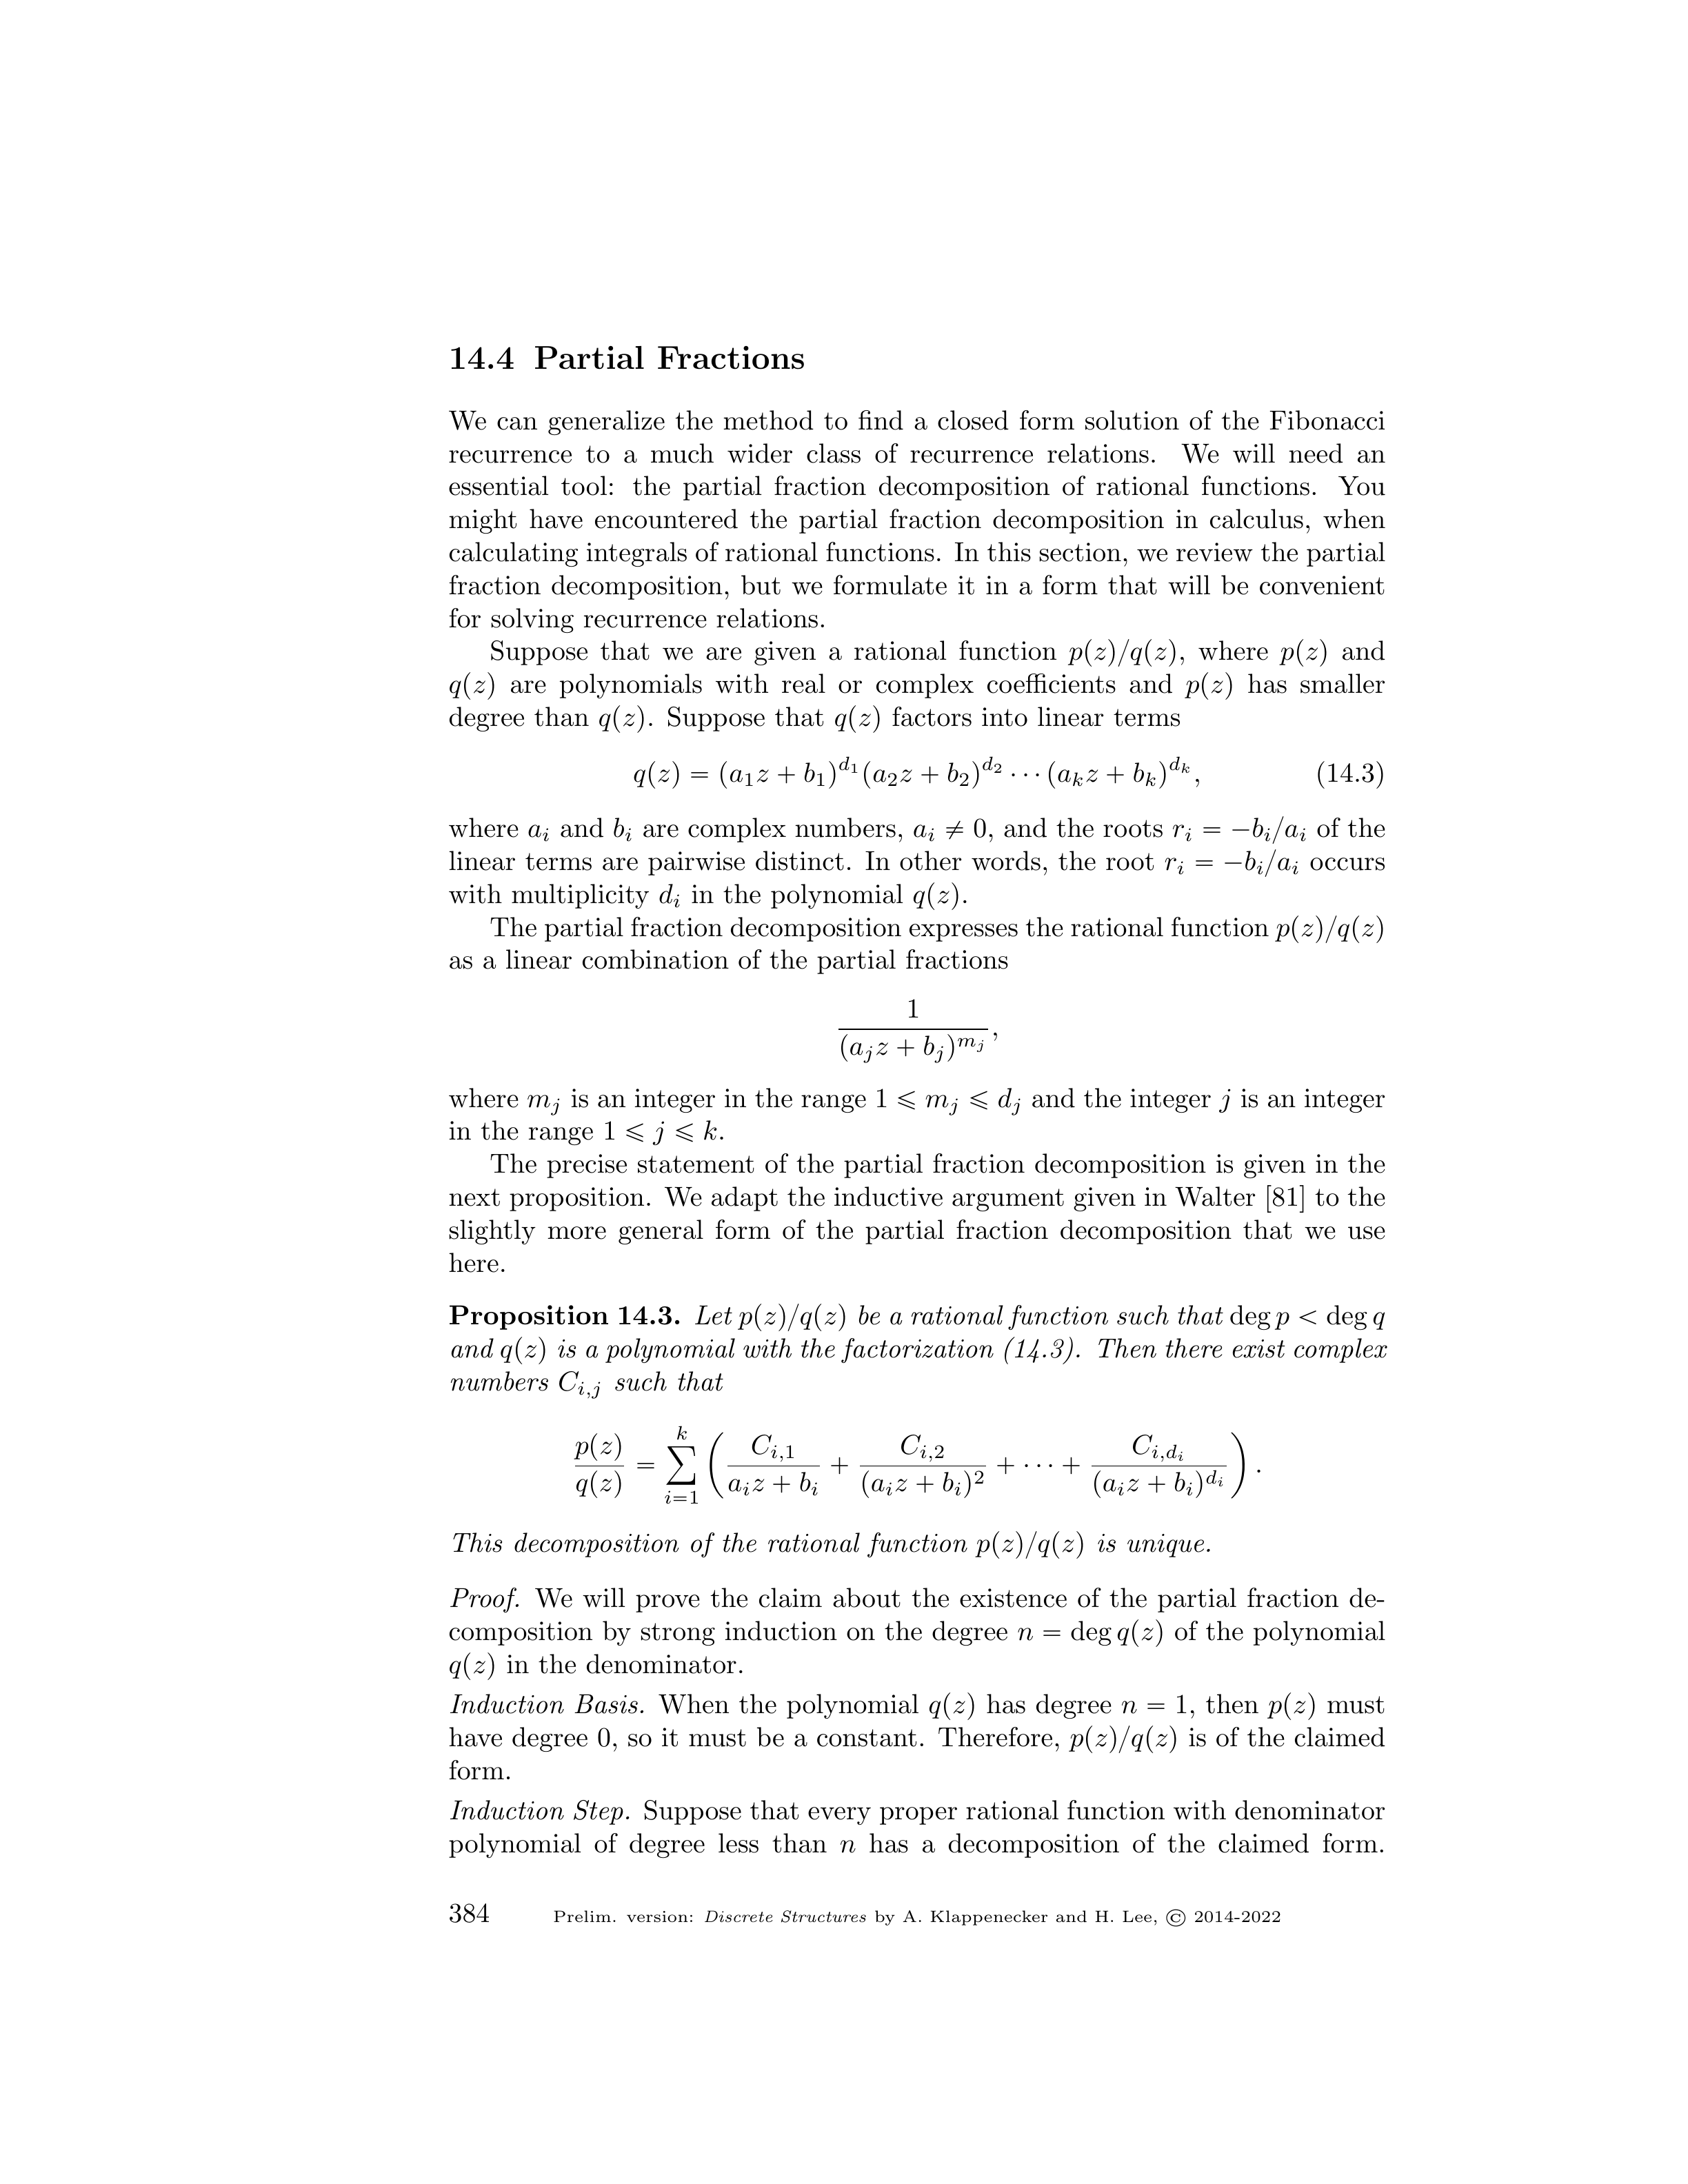 14.4 Partial Fractions
We can generalize the method to find a closed form solution of the Fibonacci
recurrence to a much wider class of recurrence relations. We will need an
essential tool: the partial fraction decomposition of rational functions. You
might have encountered the partial fraction decomposition in calculus, when
calculating integrals of rational functions. In this section, we review the partial
fraction decomposition, but we formulate it in a form that will be convenient
for solving recurrence relations.
Suppose that we are given a rational function p(z)/q(z), where p(z) and
q(z) are polynomials with real or complex coefficients and p(z) has smaller
degree than q(z). Suppose that q(z) factors into linear terms
$q(z) = (a_1 z + b_1)^{d_1} (a_2 z + b_2)^{d_2} \cdots (a_k z + b_k)^{d_k},$ (14.3)
where $a_i$ and $b_i$ are complex numbers, $a_i \neq 0$, and the roots $r_i = -b_i/a_i$ of the
linear terms are pairwise distinct. In other words, the root $r_i = -b_i/a_i$ occurs
with multiplicity $d_i$ in the polynomial q(z).
The partial fraction decomposition expresses the rational function p(z)/q(z)
as a linear combination of the partial fractions
$\frac{1}{(a_j z + b_j)^{m_j}},$
where $m_j$ is an integer in the range $1 \leqslant m_j \leqslant d_j$ and the integer j is an integer
in the range $1 \leqslant j \leqslant k$.
The precise statement of the partial fraction decomposition is given in the
next proposition. We adapt the inductive argument given in Walter [81] to the
slightly more general form of the partial fraction decomposition that we use
here.
Proposition 14.3. Let p(z)/q(z) be a rational function such that deg p < deg q
and q(z) is a polynomial with the factorization (14.3). Then there exist complex
numbers $C_{i,j}$ such that
$\frac{p(z)}{q(z)} = \sum_{i=1}^{k} \left( \frac{C_{i,1}}{a_i z + b_i} + \frac{C_{i,2}}{(a_i z + b_i)^2} + \cdots + \frac{C_{i,d_i}}{(a_i z + b_i)^{d_i}} \right).$
This decomposition of the rational function p(z)/q(z) is unique.
Proof. We will prove the claim about the existence of the partial fraction de-
composition by strong induction on the degree n = deg q(z) of the polynomial
q(z) in the denominator.
Induction Basis. When the polynomial q(z) has degree n = 1, then p(z) must
have degree 0, so it must be a constant. Therefore, p(z)/q(z) is of the claimed
form.
Induction Step. Suppose that every proper rational function with denominator
polynomial of degree less than n has a decomposition of the claimed form.
384 Prelim. version: Discrete Structures by A. Klappenecker and H. Lee, © 2014-2022